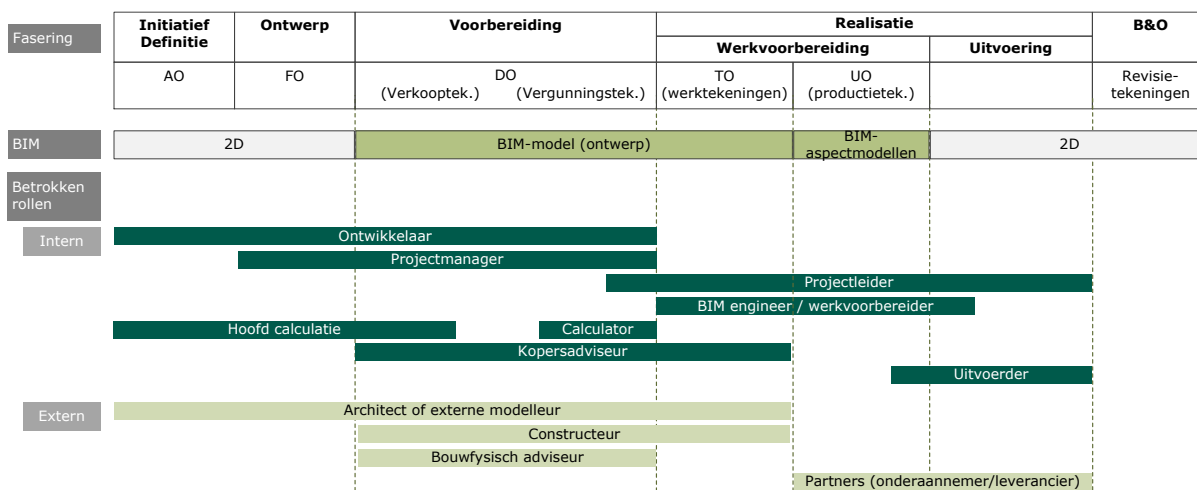 Fasering
Initiatief
Definitie
Ontwerp
Voorbereiding
Realisatie
B&O
Werkvoorbereiding
Uitvoering
AO
FO
DO
(Verkooptek.)
(Vergunningstek.)
TO
(werktekeningen)
UO
(productietek.)
Revisie-
tekeningen
BIM
2D
BIM-model (ontwerp)
BIM-
aspectmodellen
2D
Betrokken
rollen
Intern
Ontwikkelaar
Projectmanager
Projectleider
BIM engineer / werkvoorbereider
Hoofd calculatie
Calculator
Kopersadviseur
Uitvoerder
Extern
Architect of externe modelleur
Constructeur
Bouwfysisch adviseur
Partners (onderaannemer/leverancier)